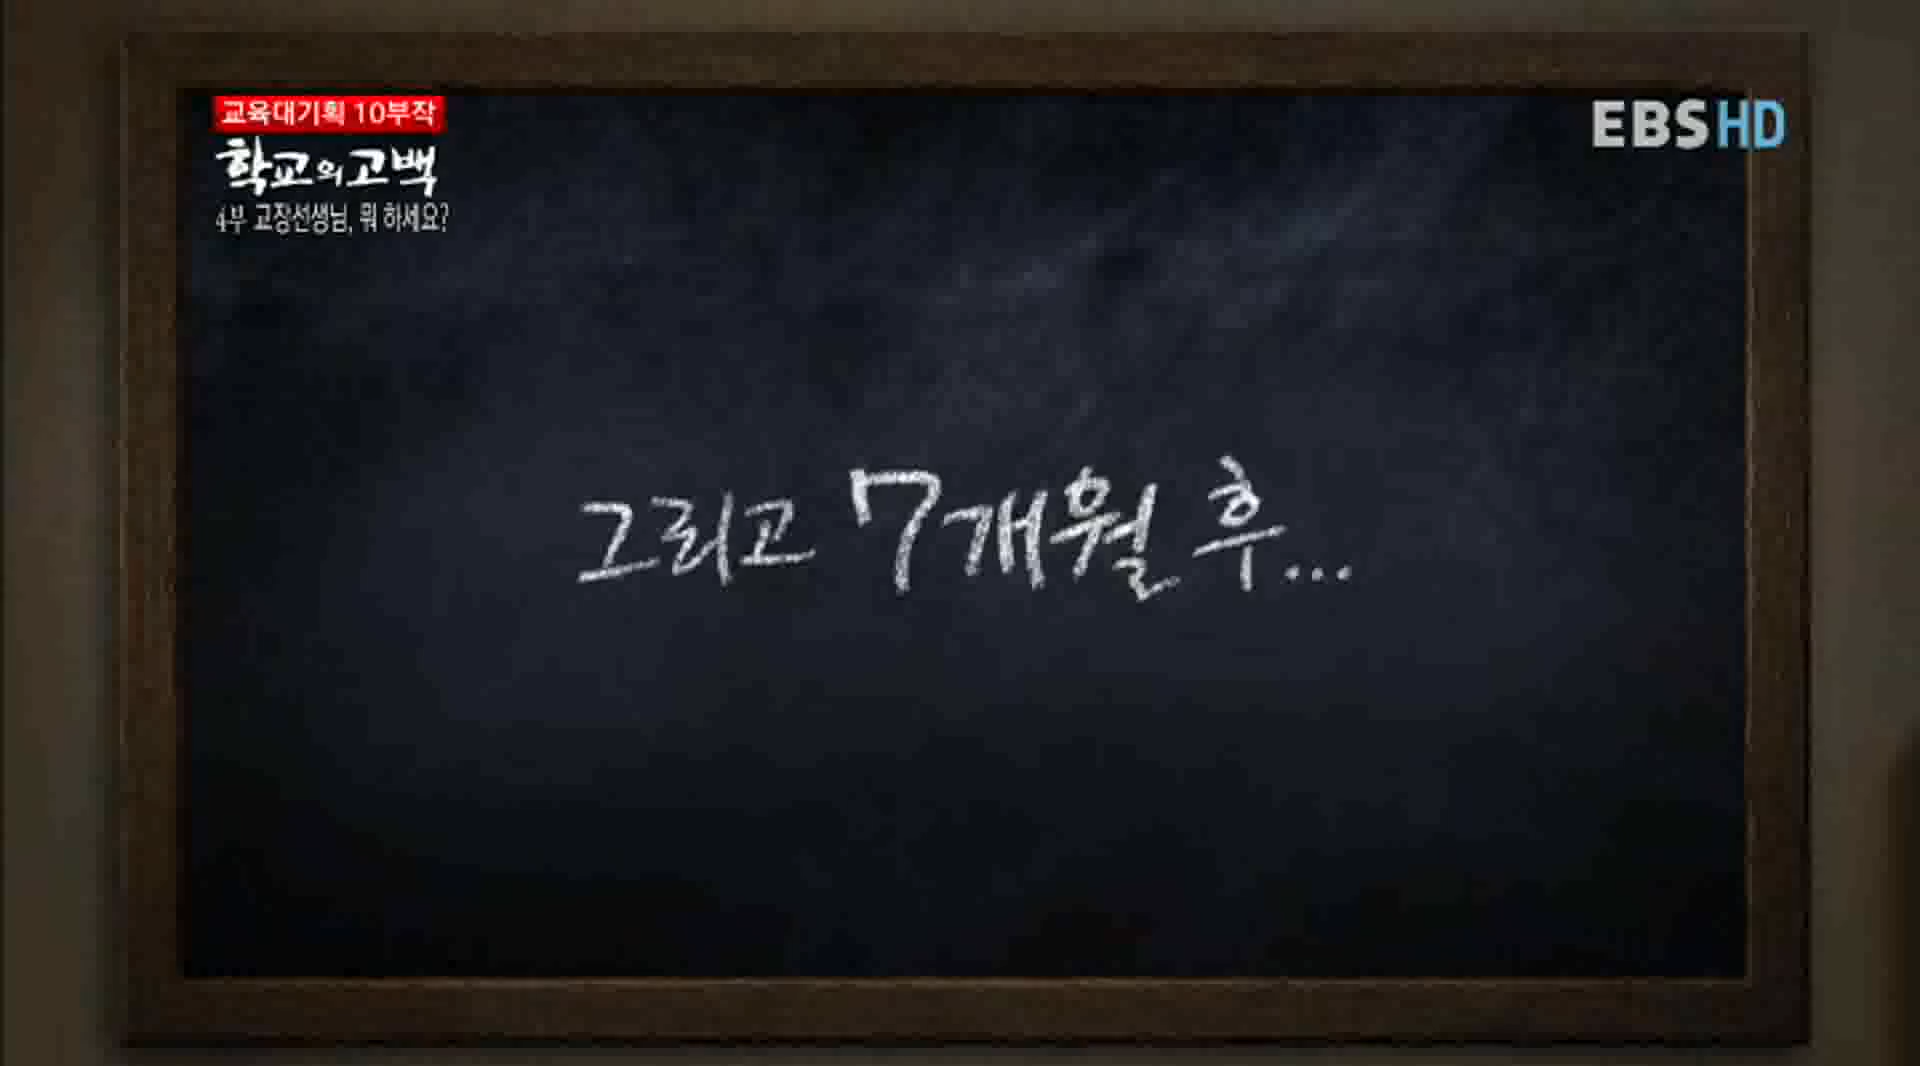 교육대기획 10부작
학교의 고백
4부 교장선생님, 뭐 하세요?
EBS HD
그리고 7개월 후...